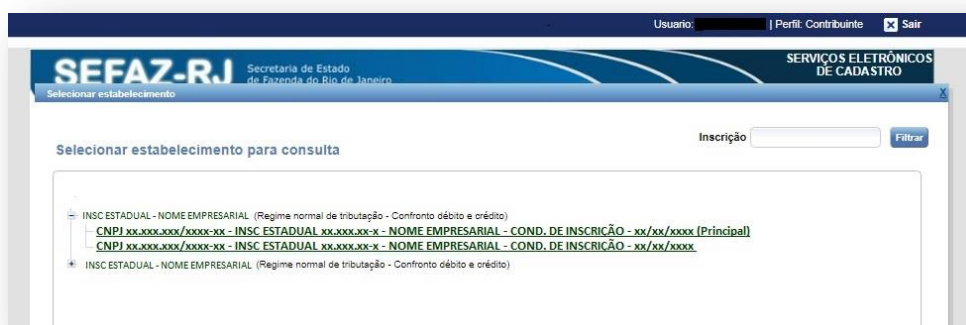 Usuario: | Perfil: Contribuinte X Sair
SEFAZ-RJ Secretaria de Estado
de Fazenda do Rio de Janeiro
SERVIÇOS ELETRÔNICOS
DE CADASTRO
Selecionar estabelecimento X
Inscrição Filtrar
Selecionar estabelecimento para consulta
INSC ESTADUAL - NOME EMPRESARIAL (Regime normal de tributação - Confronto débito e crédito)
CNPJ xx.xxx.xxx/xxxx-xx - INSC ESTADUAL xx.xxx.xx-x - NOME EMPRESARIAL - COND. DE INSCRIÇÃO - xx/xx/xxxx (Principal)
CNPJ xx.xxx.xxx/xxxx-xx - INSC ESTADUAL xx.xxx.xx-x - NOME EMPRESARIAL - COND. DE INSCRIÇÃO - xx/xx/xxxx
INSC ESTADUAL - NOME EMPRESARIAL (Regime normal de tributação - Confronto débito e crédito)